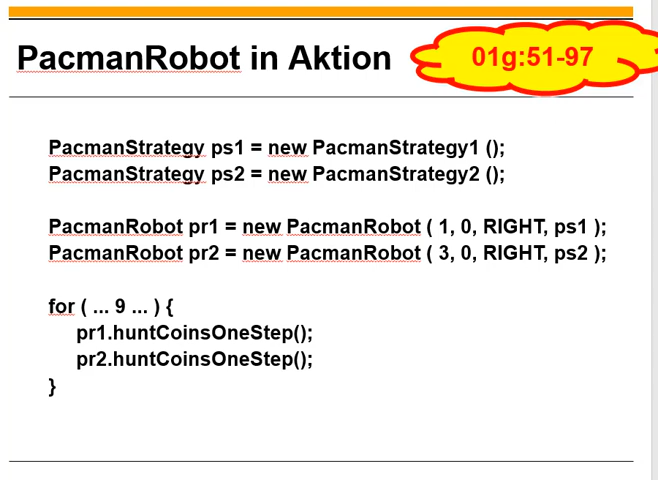 PacmanRobot in Aktion
01g:51-97
PacmanStrategy ps1 = new PacmanStrategy1 ();
PacmanStrategy ps2 = new PacmanStrategy2 ();
PacmanRobot pr1 = new PacmanRobot ( 1, 0, RIGHT, ps1 );
PacmanRobot pr2 = new PacmanRobot ( 3, 0, RIGHT, ps2 );
for ( ... 9 ... ) {
pr1.huntCoinsOneStep();
pr2.huntCoinsOneStep();
}